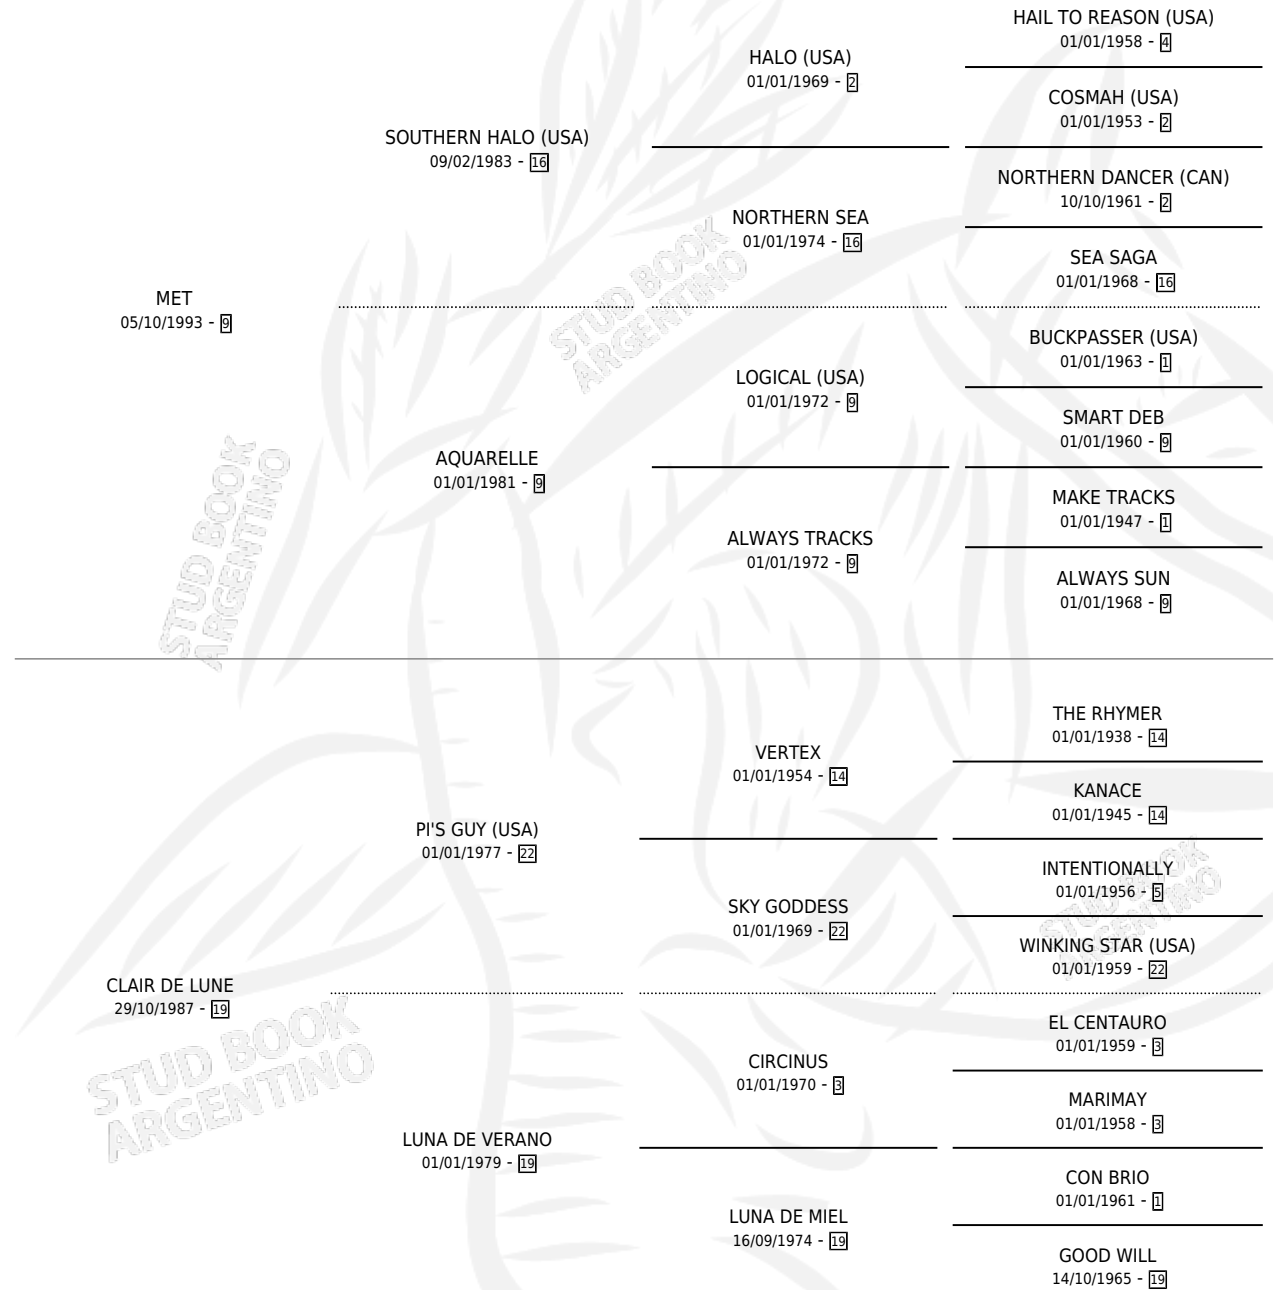 HAIL TO REASON (USA)
01/01/1958 - 4
HALO (USA)
01/01/1969 - 2
COSMAH (USA)
01/01/1953 - 2
SOUTHERN HALO (USA)
09/02/1983 - 16
NORTHERN DANCER (CAN)
10/10/1961 - 2
NORTHERN SEA
01/01/1974 - 16
SEA SAGA
01/01/1968 - 16
MET
05/10/1993 - 9
STUD BOOK
ARGENTINO
BUCKPASSER (USA)
01/01/1963 - 1
LOGICAL (USA)
01/01/1972 - 9
SMART DEB
01/01/1960 - 9
AQUARELLE
01/01/1981 - 9
MAKE TRACKS
01/01/1947 - 1
ALWAYS TRACKS
01/01/1972 - 9
ALWAYS SUN
01/01/1968 - 9
STUD BOOK
ARGENTINO
THE RHYMER
01/01/1938 - 14
VERTEX
01/01/1954 - 14
KANACE
01/01/1945 - 14
PI'S GUY (USA)
01/01/1977 - 22
INTENTIONALLY
01/01/1956 - 5
SKY GODDESS
01/01/1969 - 22
STUD BOOK
ARGENTINO
WINKING STAR (USA)
01/01/1959 - 22
CLAIR DE LUNE
29/10/1987 - 19
EL CENTAURO
01/01/1959 - 3
CIRCINUS
01/01/1970 - 3
STUD BOOK
ARGENTINO
MARIMAY
01/01/1958 - 3
LUNA DE VERANO
01/01/1979 - 19
CON BRIO
01/01/1961 - 1
LUNA DE MIEL
16/09/1974 - 19
GOOD WILL
14/10/1965 - 19